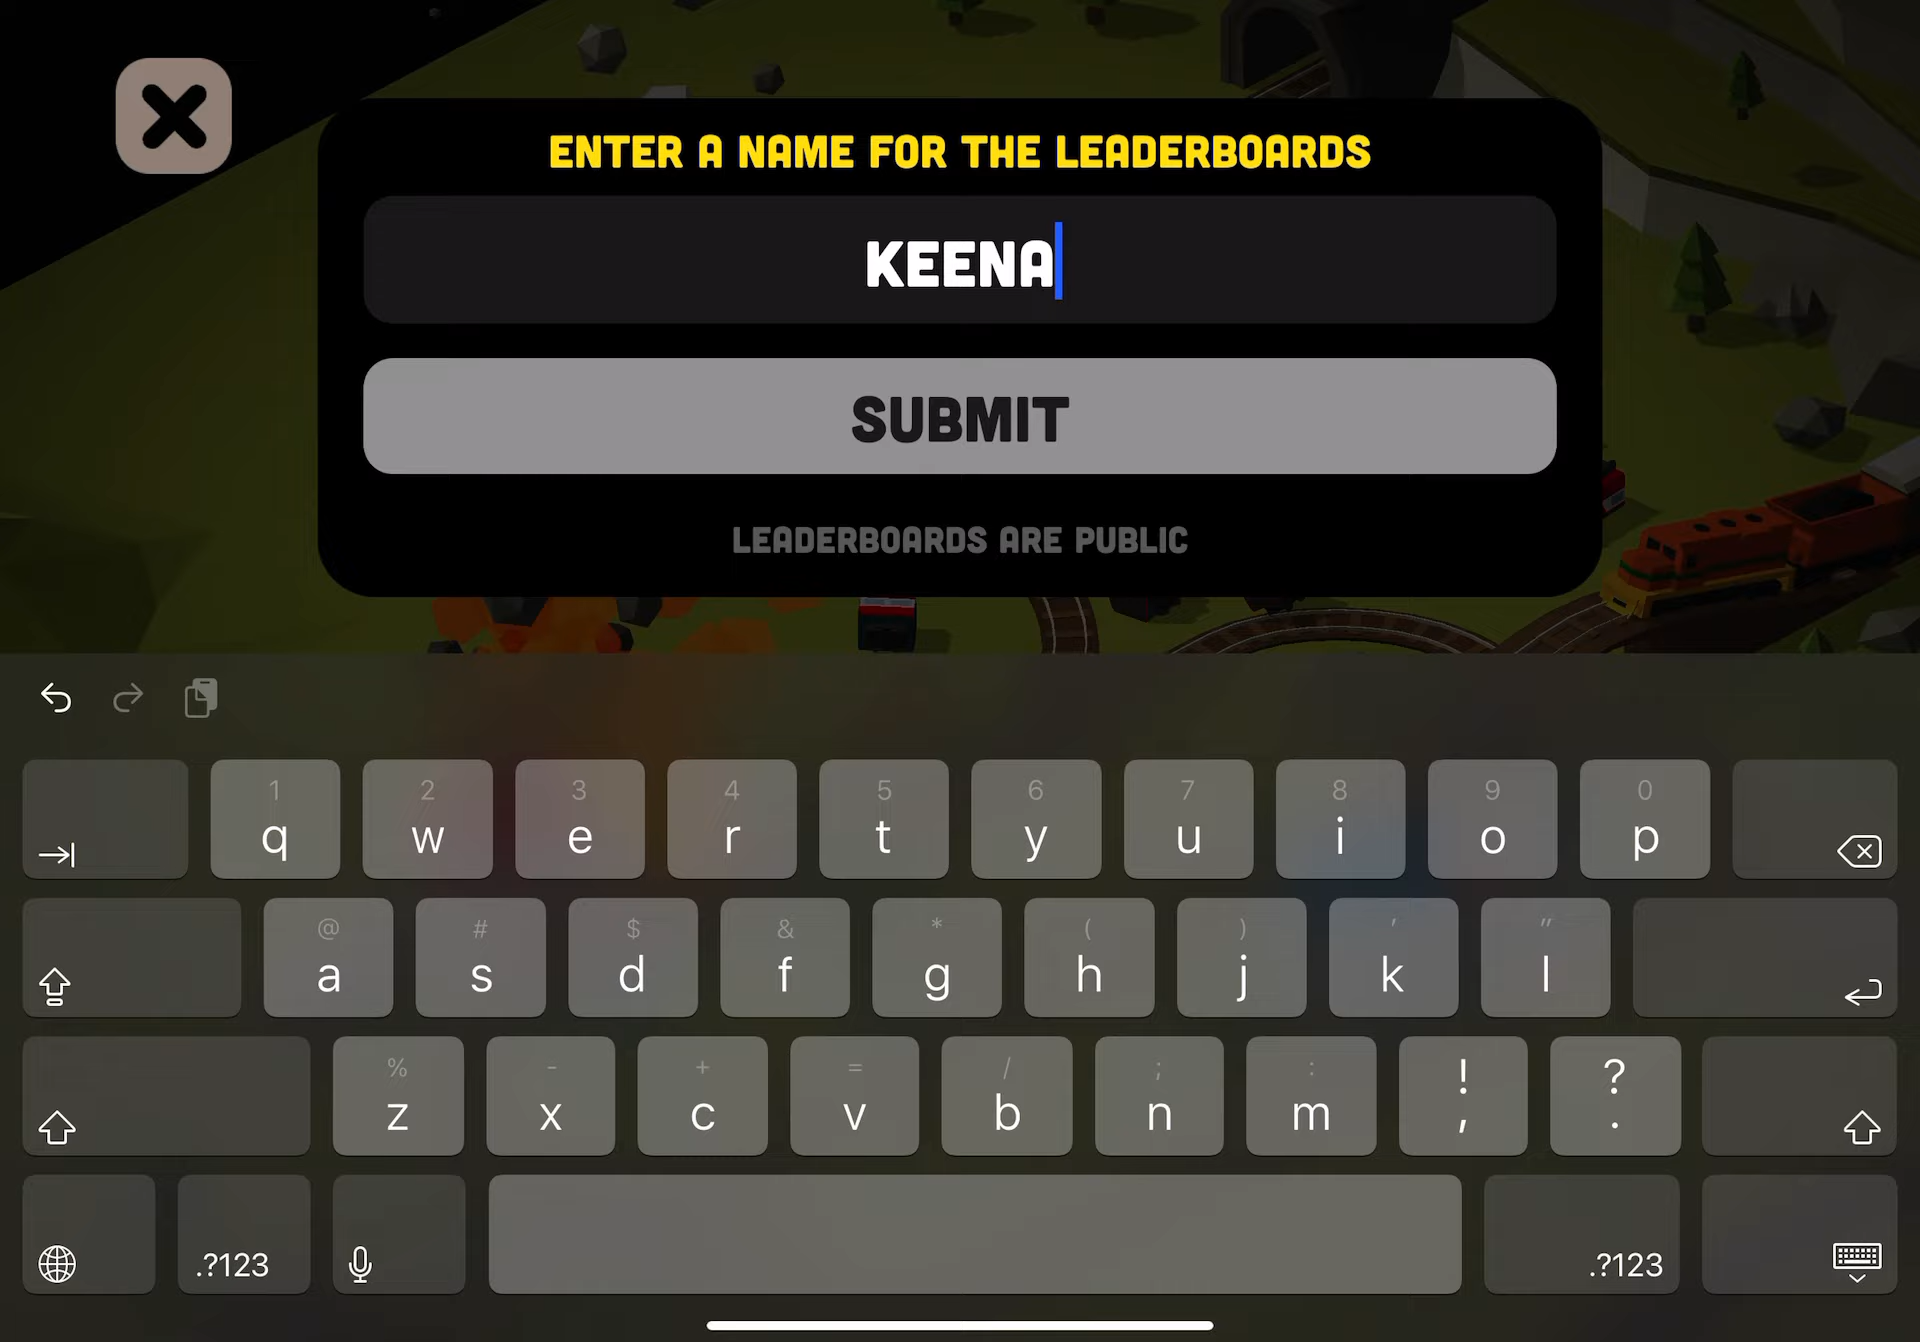 ENTER A NAME FOR THE LEADERBOARDS
KEENA
SUBMIT
LEADERBOARDS ARE PUBLIC
1 2 3 4 5 6 7 8 9 0
q w e r t y u i o p
@ # $ & * ( ) ' "
a s d f g h j k l
% - + = / ; : ! ?
z x c v b n m , .
.?123 .?123